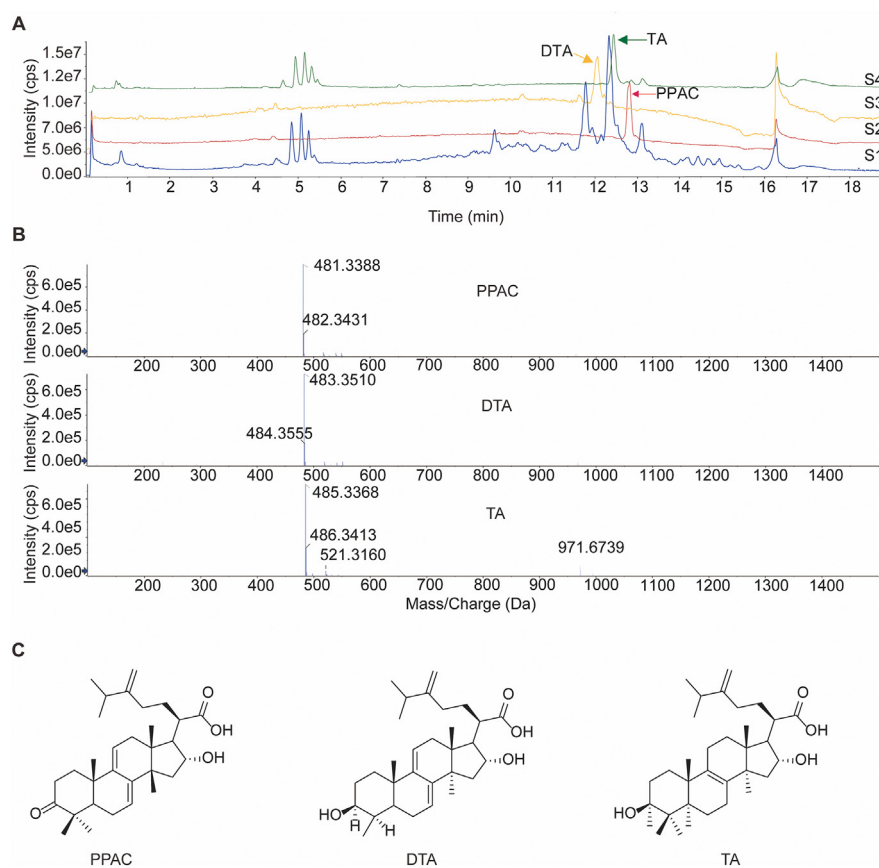 A
Intensity (cps)
1.5e7
1.2e7
1.0e7
7.0e6
5.0e6
0.0e0
DTA
TA
PPAC
S4
S3
S2
S1
1 2 3 4 5 6 7 8 9 10 11 12 13 14 15 16 17 18
Time (min)
B
Intensity (cps)
6.0e5
4.0e5
2.0e5
0.0e0
481.3388
482.3431
PPAC
200 300 400 500 600 700 800 900 1000 1100 1200 1300 1400
Intensity (cps)
6.0e5
4.0e5
2.0e5
0.0e0
483.3510
484.3555
DTA
200 300 400 500 600 700 800 900 1000 1100 1200 1300 1400
Intensity (cps)
6.0e5
4.0e5
2.0e5
0.0e0
485.3368
486.3413
521.3160
971.6739
TA
200 300 400 500 600 700 800 900 1000 1100 1200 1300 1400
Mass/Charge (Da)
C
O
OH
OH
O
PPAC
O
OH
OH
HO
H
H
DTA
O
OH
OH
HO
TA